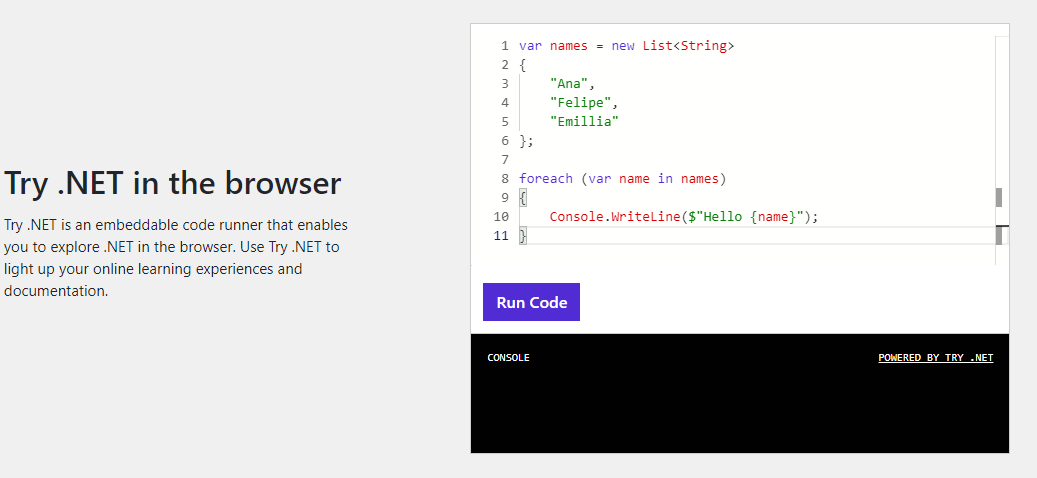 Try .NET in the browser
Try .NET is an embeddable code runner that enables
you to explore .NET in the browser. Use Try .NET to
light up your online learning experiences and
documentation.
1 var names = new List<String>
2 {
3     "Ana",
4     "Felipe",
5     "Emillia"
6 };
7
8 foreach (var name in names)
9 {
10     Console.WriteLine($"Hello {name}");
11 }
Run Code
CONSOLE
POWERED BY TRY .NET